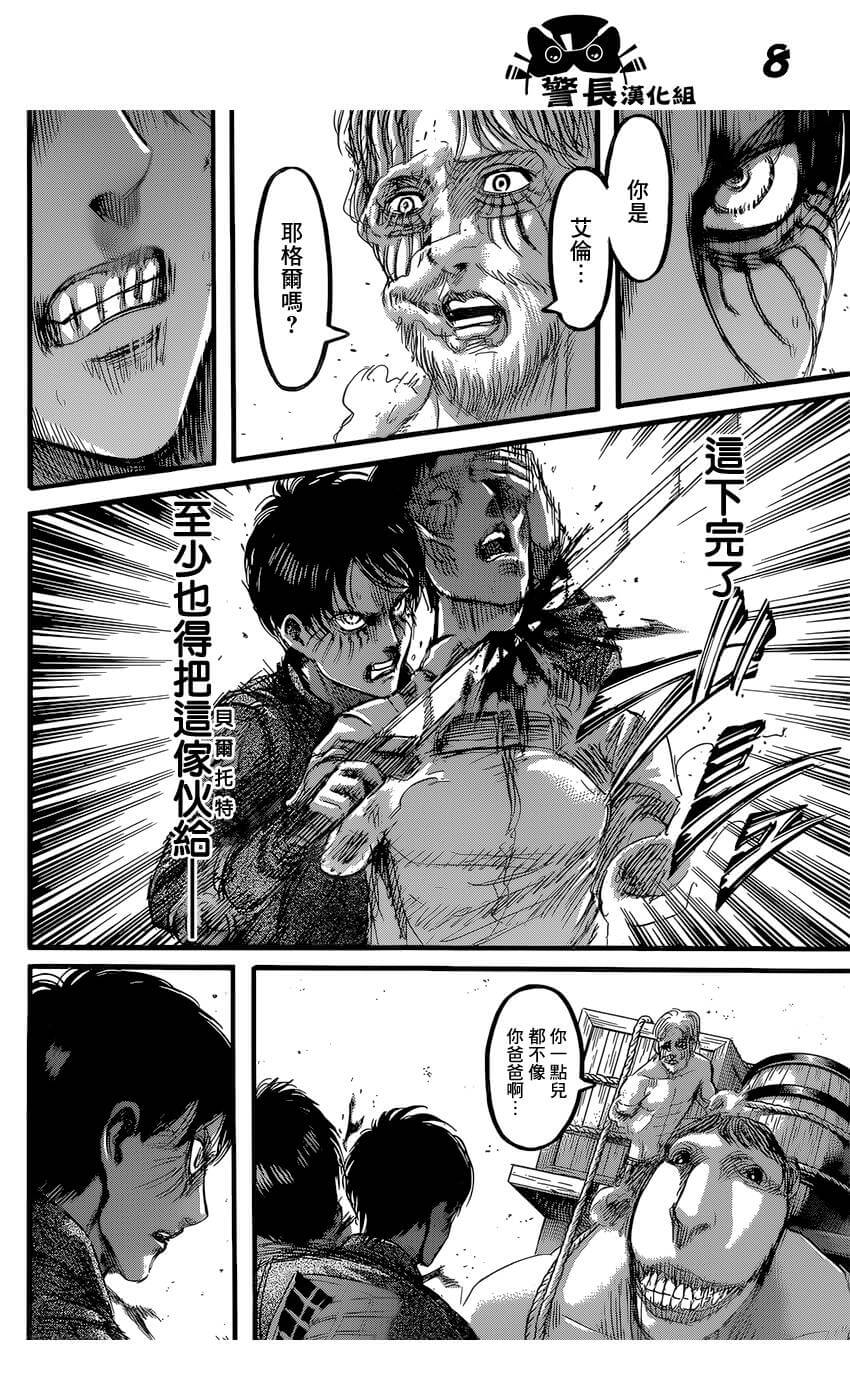 警長漢化組
8
你是
艾倫…
耶格爾嗎?
這下完了
至少也得把這傢伙給——
貝爾托特
你一點兒
都不像
你爸爸啊…